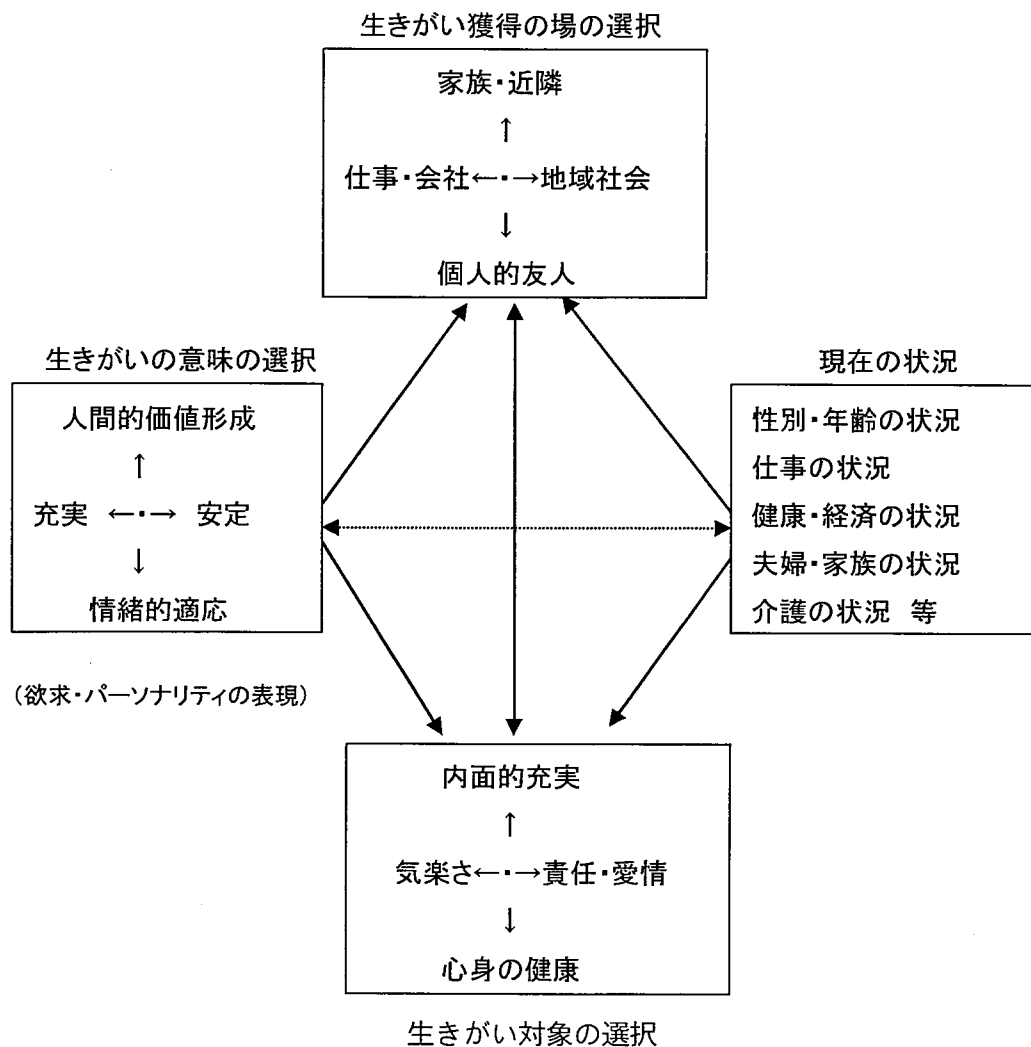 生きがい獲得の場の選択
家族・近隣
↑
仕事・会社←・→地域社会
↓
個人的友人
生きがいの意味の選択
人間的価値形成
↑
充実 ←・→ 安定
↓
情緒的適応
(欲求・パーソナリティの表現)
現在の状況
性別・年齢の状況
仕事の状況
健康・経済の状況
夫婦・家族の状況
介護の状況 等
内面的充実
↑
気楽さ←・→責任・愛情
↓
心身の健康
生きがい対象の選択